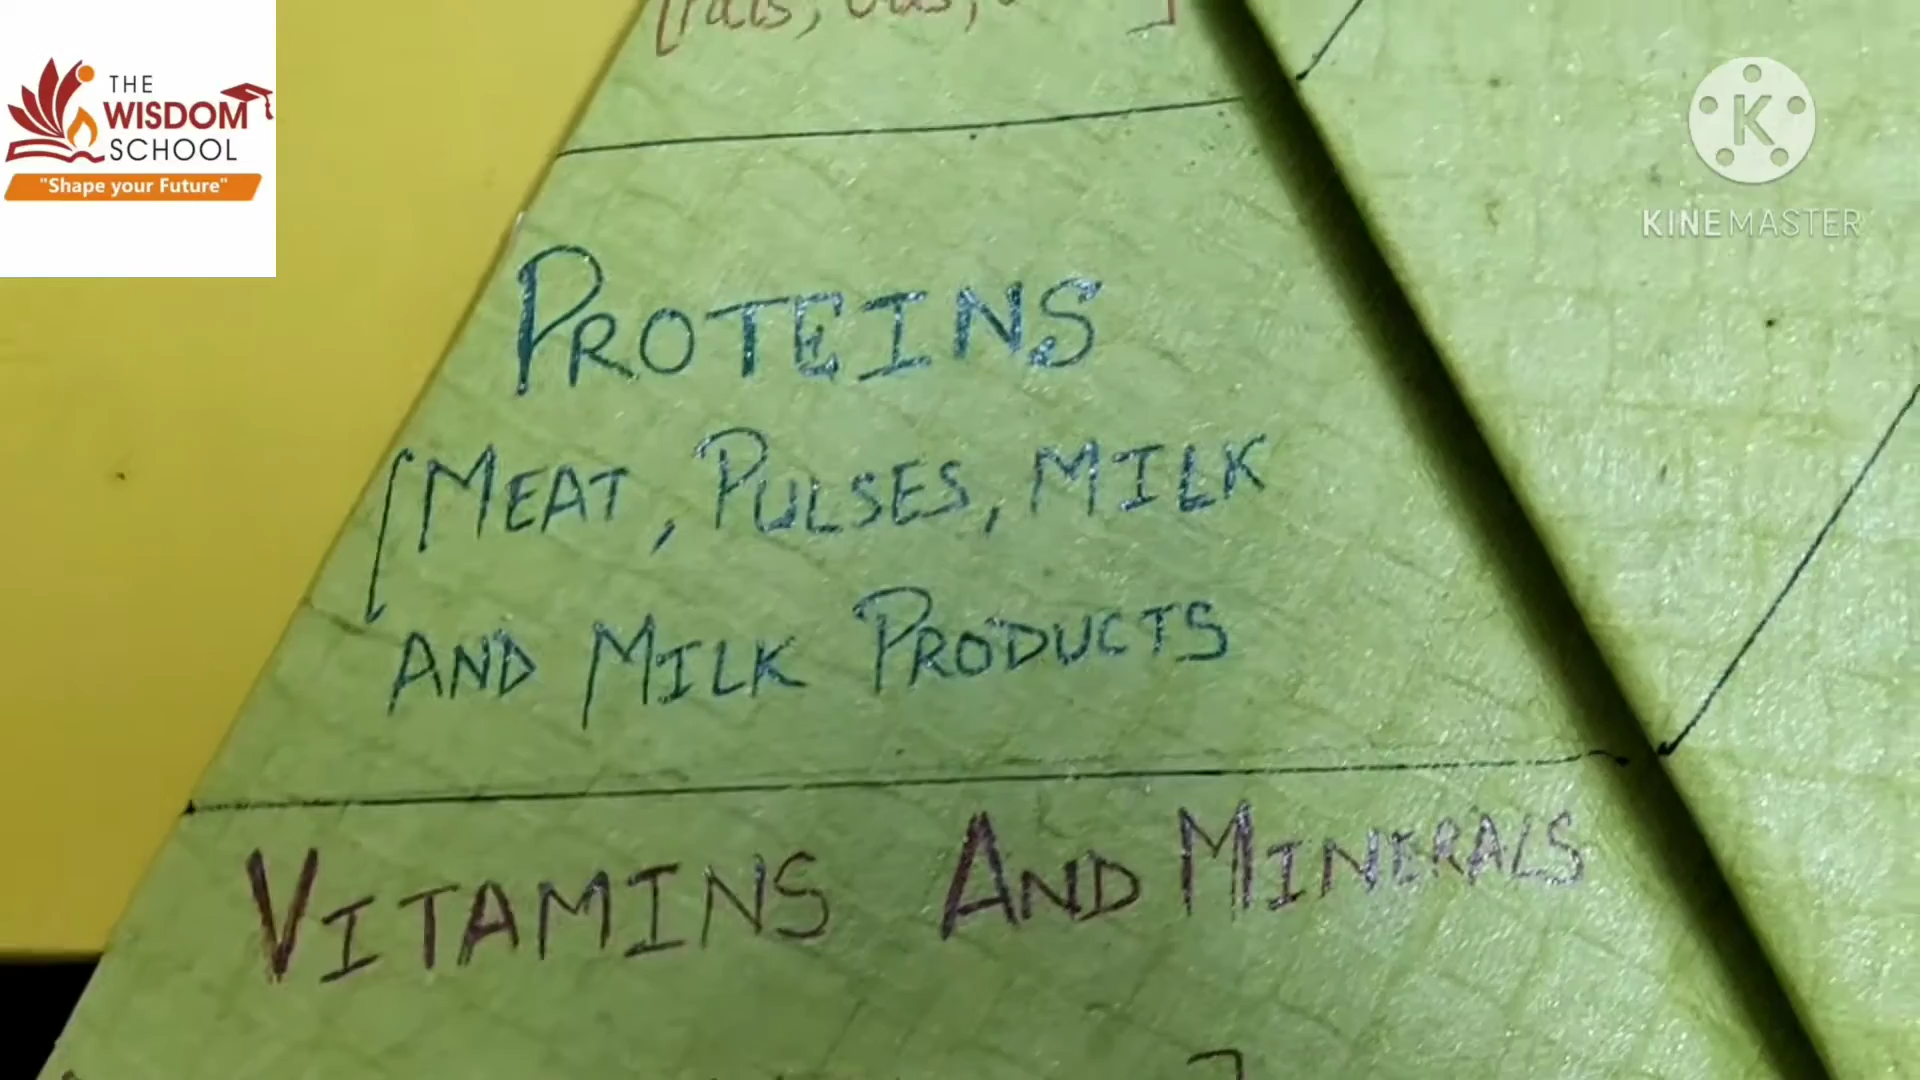 THE
WISDOM
SCHOOL
"Shape your Future"
KINEMASTER
PROTEINS
[MEAT, PULSES, MILK
AND MILK PRODUCTS
VITAMINS AND MINERALS